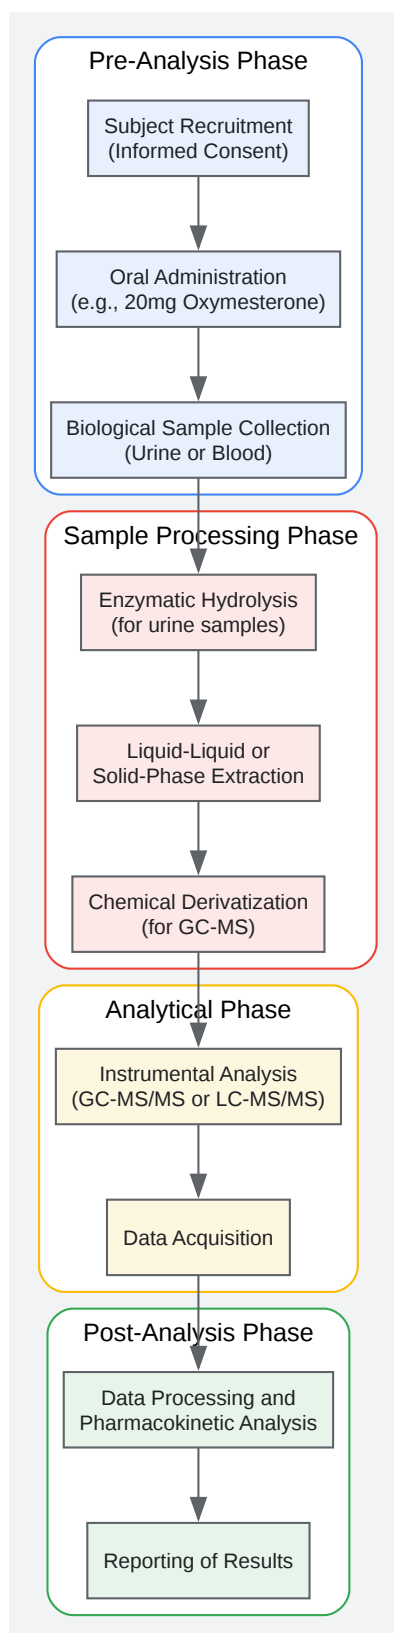 Pre-Analysis Phase
Subject Recruitment
(Informed Consent)
Oral Administration
(e.g., 20mg Oxymesterone)
Biological Sample Collection
(Urine or Blood)
Sample Processing Phase
Enzymatic Hydrolysis
(for urine samples)
Liquid-Liquid or
Solid-Phase Extraction
Chemical Derivatization
(for GC-MS)
Analytical Phase
Instrumental Analysis
(GC-MS/MS or LC-MS/MS)
Data Acquisition
Post-Analysis Phase
Data Processing and
Pharmacokinetic Analysis
Reporting of Results